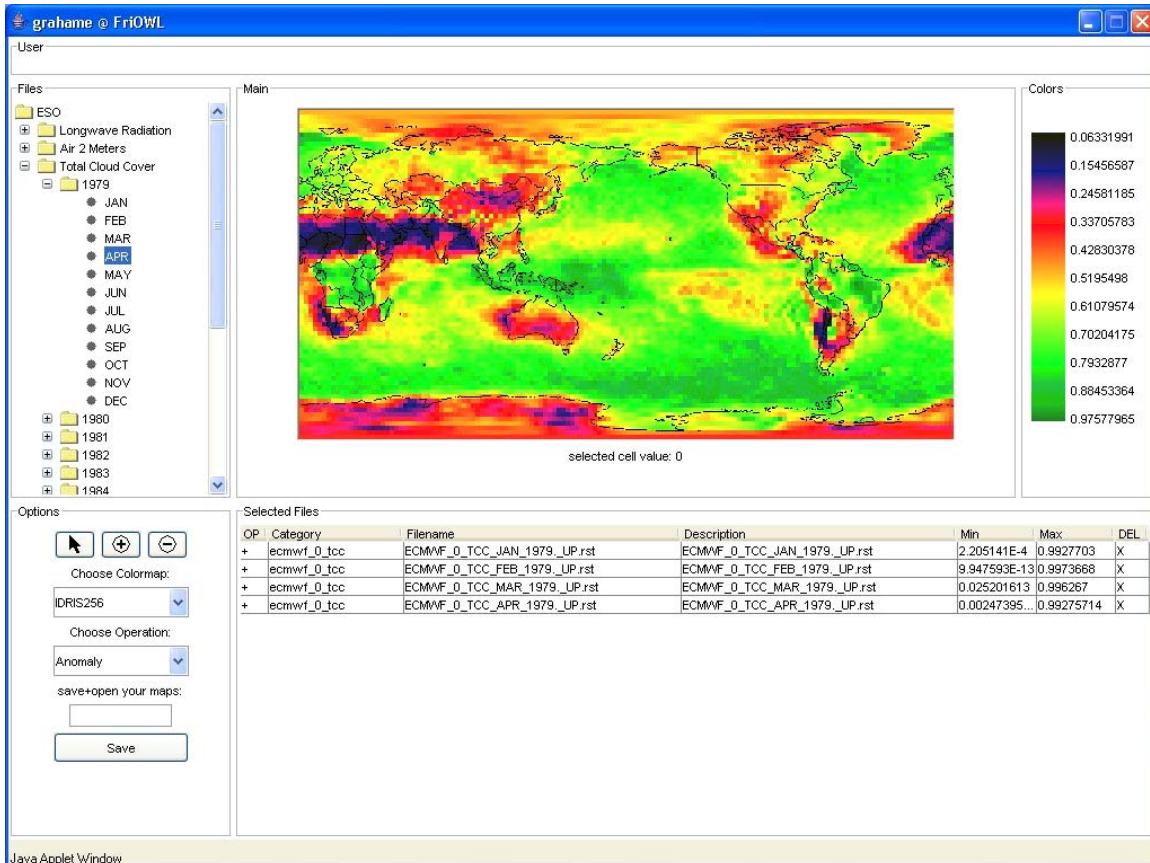 grahame @ FriOWL
User
Files
ESO
Longwave Radiation
Air 2 Meters
Total Cloud Cover
1979
JAN
FEB
MAR
APR
MAY
JUN
JUL
AUG
SEP
OCT
NOV
DEC
1980
1981
1982
1983
1984
Main
selected cell value: 0
Colors
0.06331991
0.15456587
0.24581185
0.33705783
0.42830378
0.5195498
0.61079574
0.70204175
0.7932877
0.88453364
0.97577965
Options
Choose Colormap:
IDRIS256
Choose Operation:
Anomaly
save+open your maps:
Save
Selected Files
OP Category Filename Description Min Max DEL
+ ecmwf_0_tcc ECMWF_0_TCC_JAN_1979._UP.rst ECMWF_0_TCC_JAN_1979._UP.rst 2.205141E-4 0.9927703 X
+ ecmwf_0_tcc ECMWF_0_TCC_FEB_1979._UP.rst ECMWF_0_TCC_FEB_1979._UP.rst 9.947593E-13 0.9973668 X
+ ecmwf_0_tcc ECMWF_0_TCC_MAR_1979._UP.rst ECMWF_0_TCC_MAR_1979._UP.rst 0.025201613 0.996267 X
+ ecmwf_0_tcc ECMWF_0_TCC_APR_1979._UP.rst ECMWF_0_TCC_APR_1979._UP.rst 0.00247395... 0.99275714 X
Java Applet Window